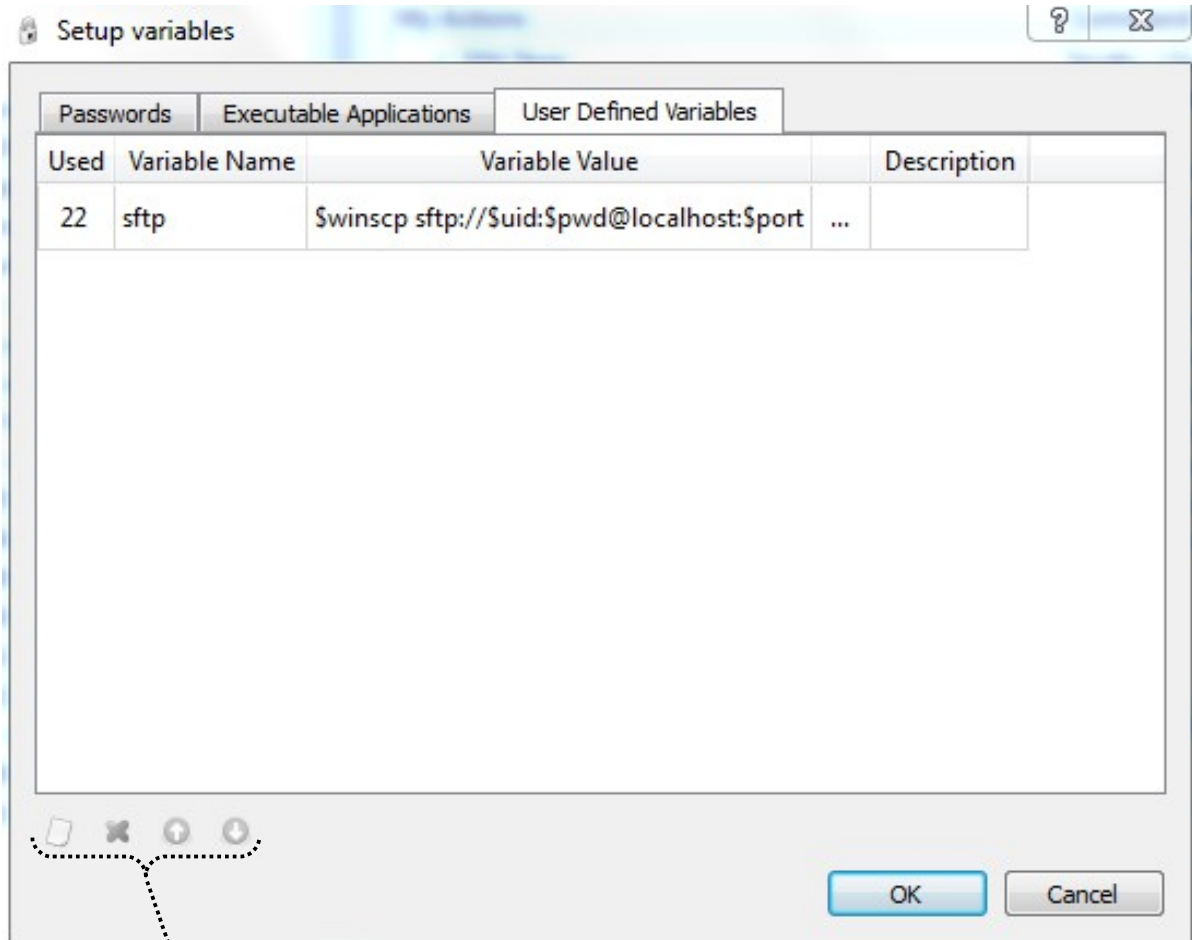 Setup variables
Passwords Executable Applications User Defined Variables
Used Variable Name Variable Value Description
22 sftp $winscp sftp://$uid:$pwd@localhost:$port ...
OK Cancel